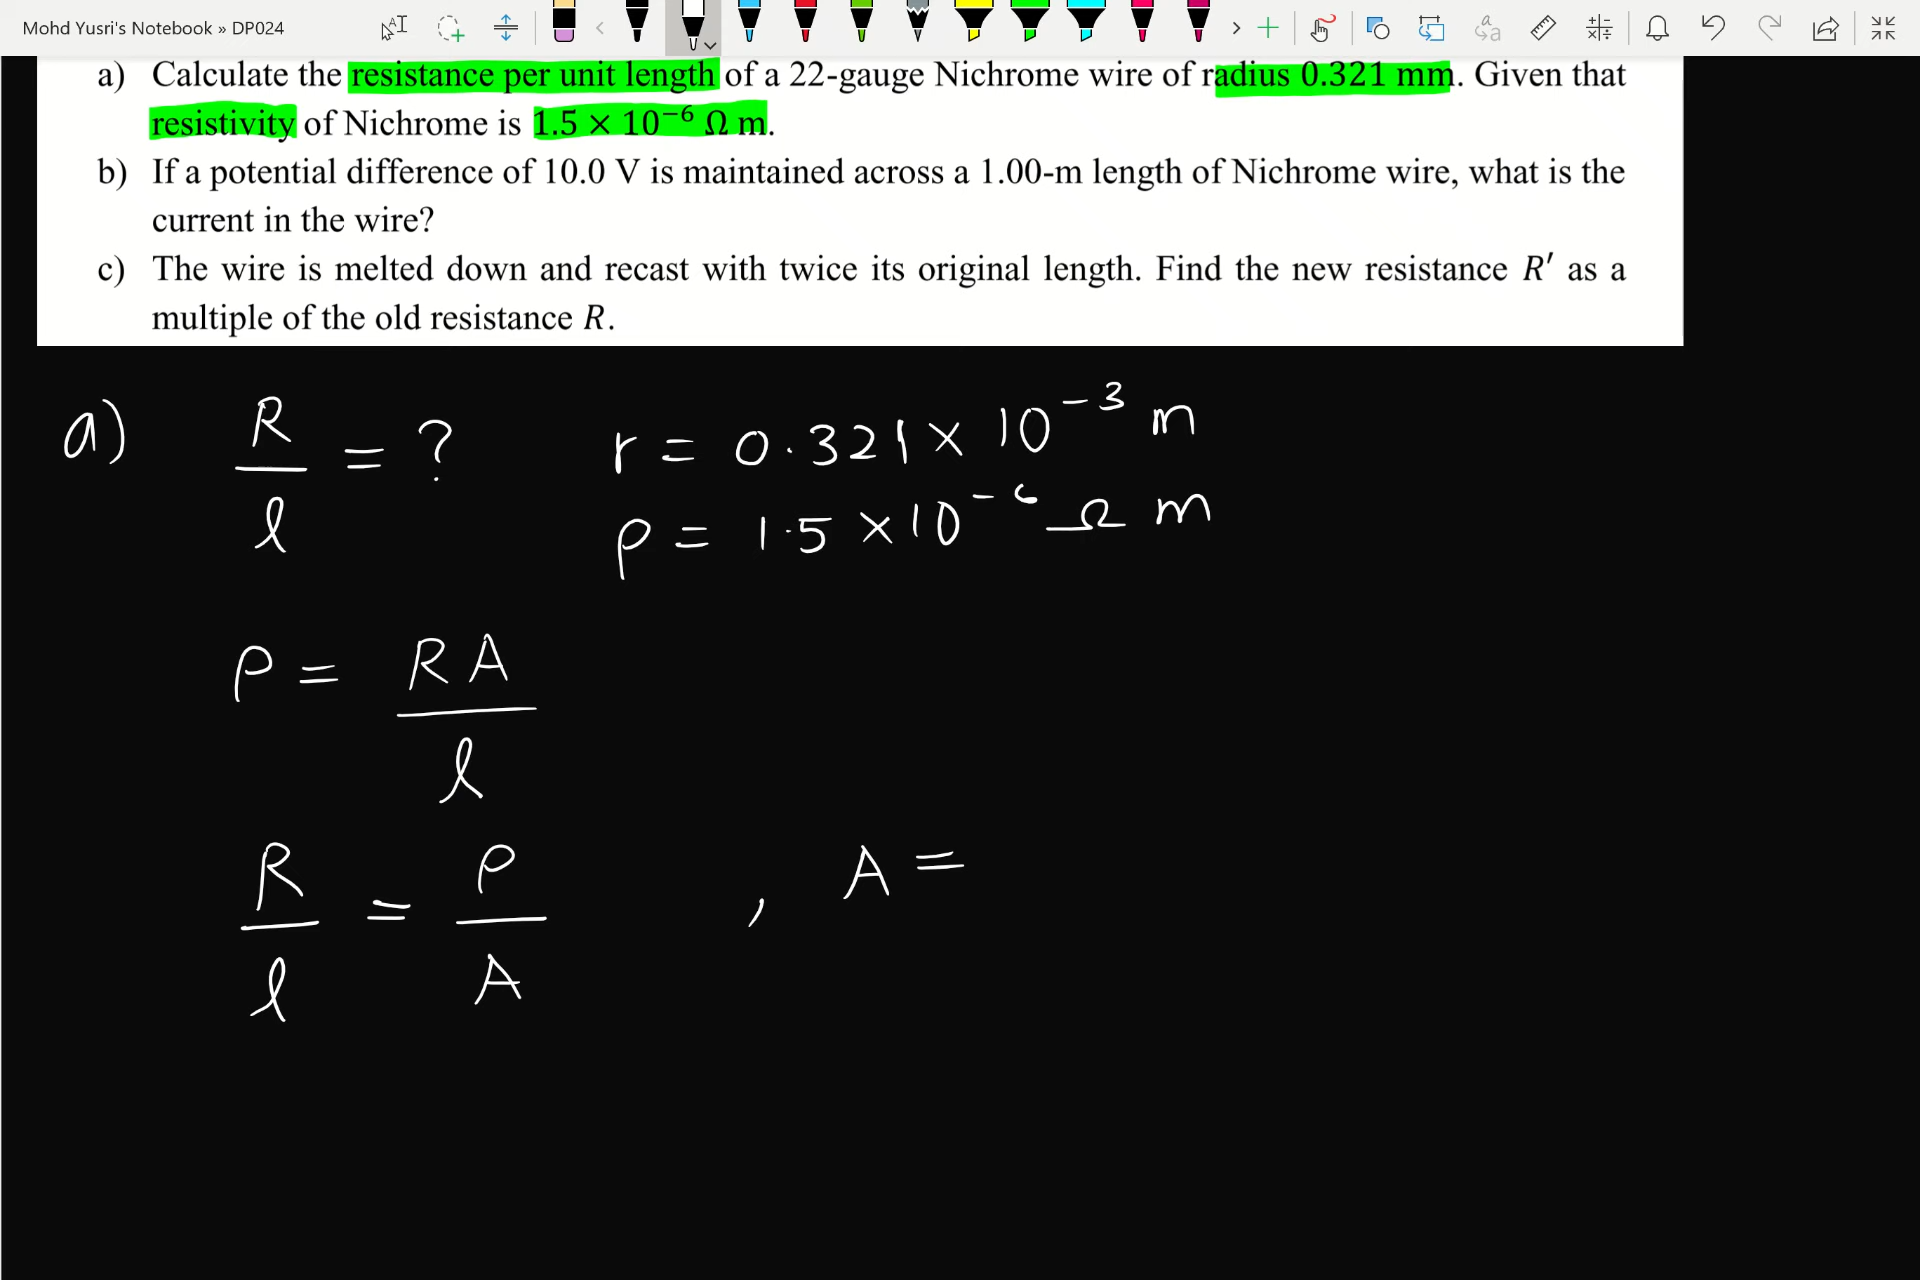 Mohd Yusri's Notebook » DP024
a) Calculate the resistance per unit length of a 22-gauge Nichrome wire of radius 0.321 mm. Given that
resistivity of Nichrome is 1.5 × 10⁻⁶ Ω m.
b) If a potential difference of 10.0 V is maintained across a 1.00-m length of Nichrome wire, what is the
current in the wire?
c) The wire is melted down and recast with twice its original length. Find the new resistance R′ as a
multiple of the old resistance R.
a) R/l = ? r = 0.321 × 10⁻³ m
ρ = 1.5 × 10⁻⁶ Ω m
ρ = RA/l
R/l = ρ/A , A =